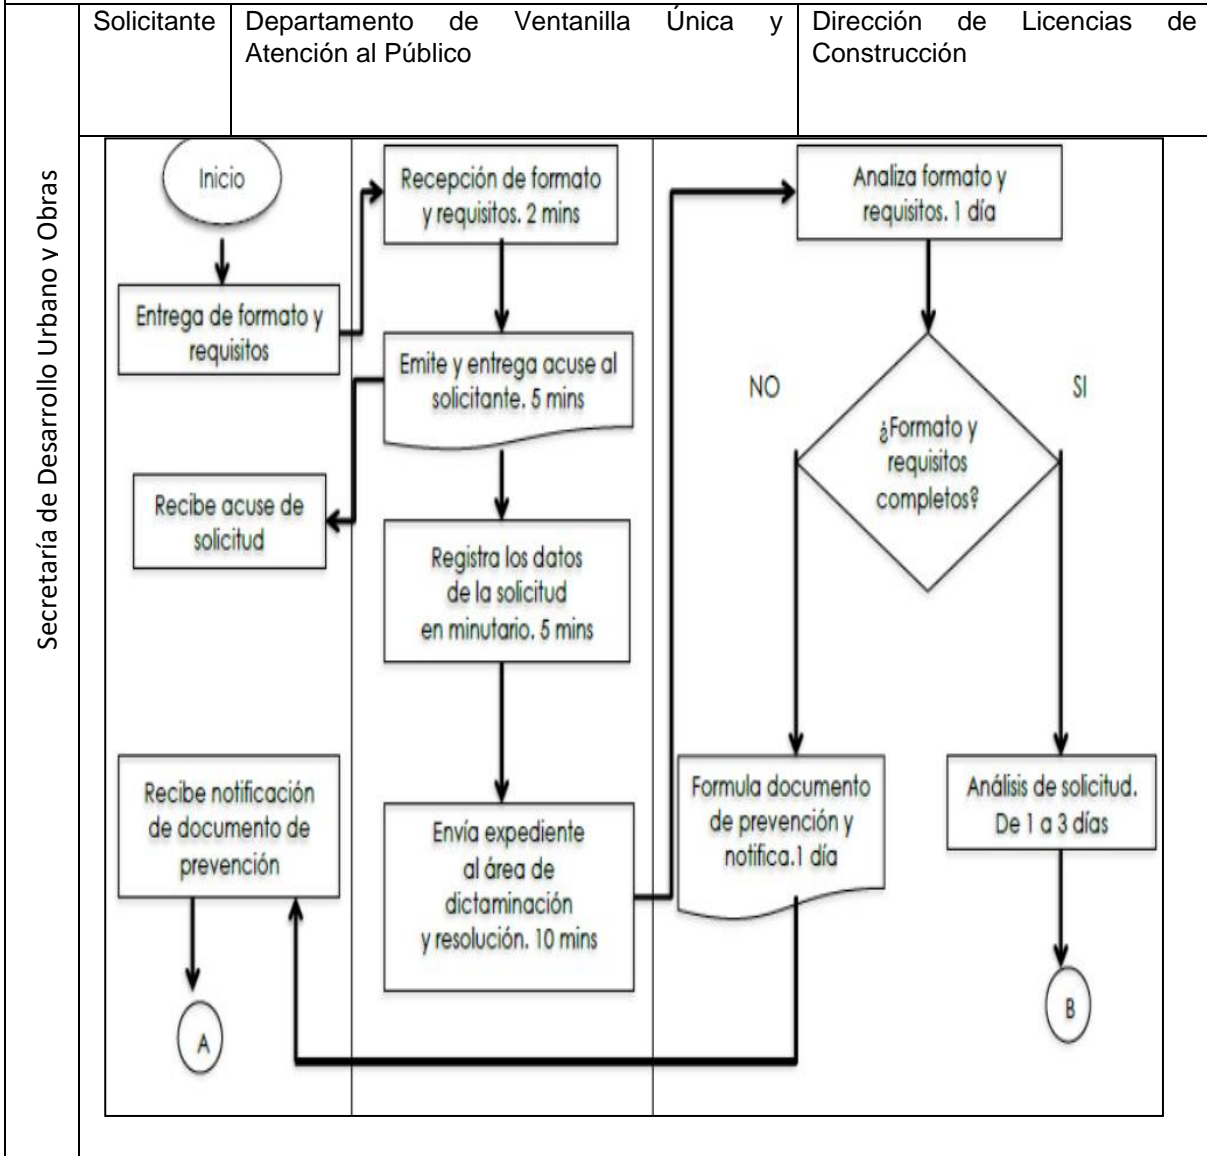 Secretaría de Desarrollo Urbano y Obras
Solicitante
Departamento de Ventanilla Única y
Atención al Público
Dirección de Licencias de
Construcción
Inicio
Entrega de formato y
requisitos
Recibe acuse de
solicitud
Recibe notificación
de documento de
prevención
A
Recepción de formato
y requisitos. 2 mins
Emite y entrega acuse al
solicitante. 5 mins
Registra los datos
de la solicitud
en minutario. 5 mins
Envía expediente
al área de
dictaminación
y resolución. 10 mins
Analiza formato y
requisitos. 1 día
NO
SI
¿Formato y
requisitos
completos?
Formula documento
de prevención y
notifica.1 día
Análisis de solicitud.
De 1 a 3 días
B